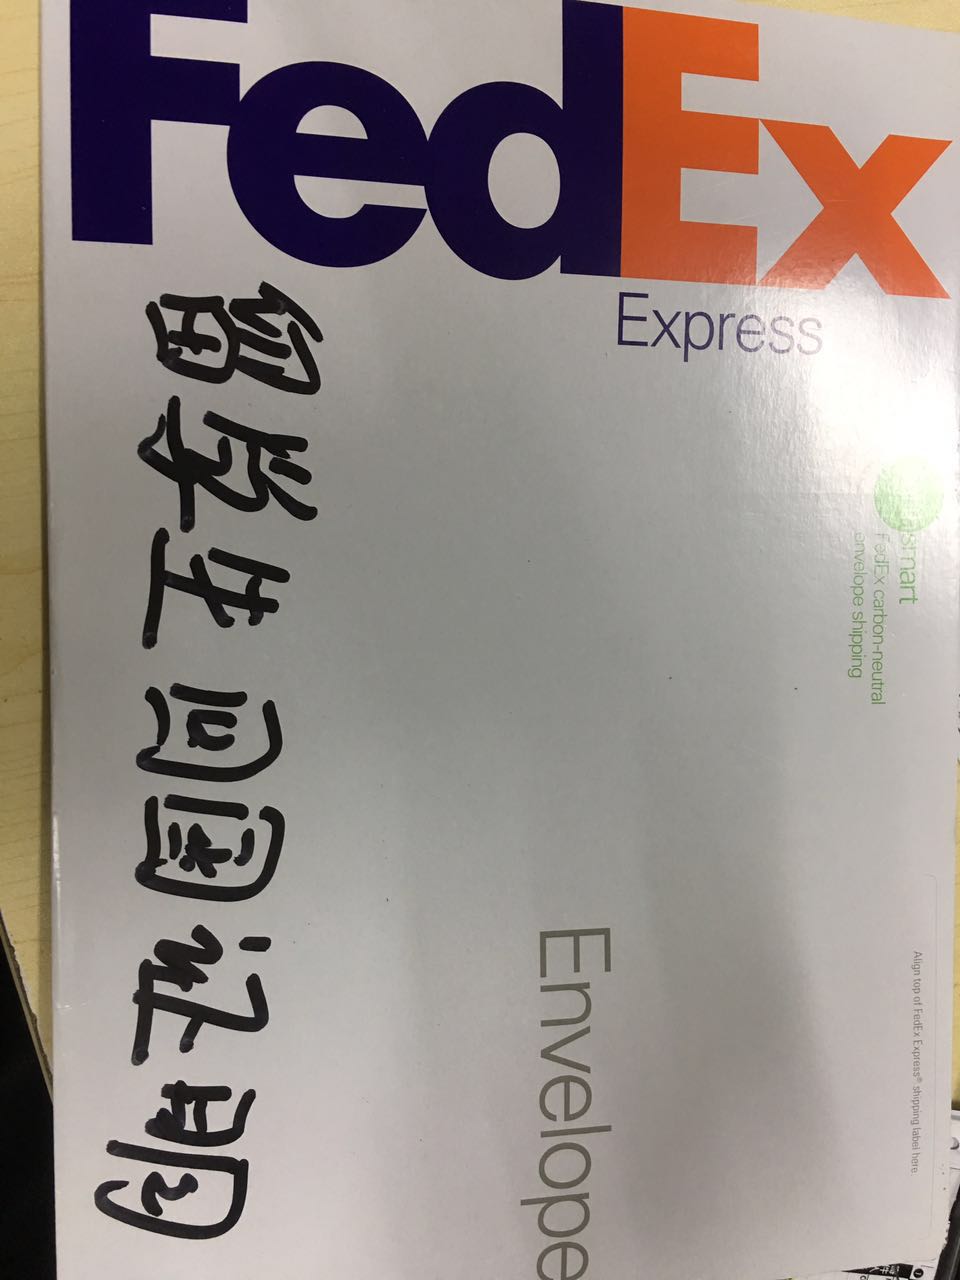 FedEx
Express
留学生回国证明
FedEx carbon-neutral
envelope shipping
Envelope
Align top of FedEx Express® shipping label here.